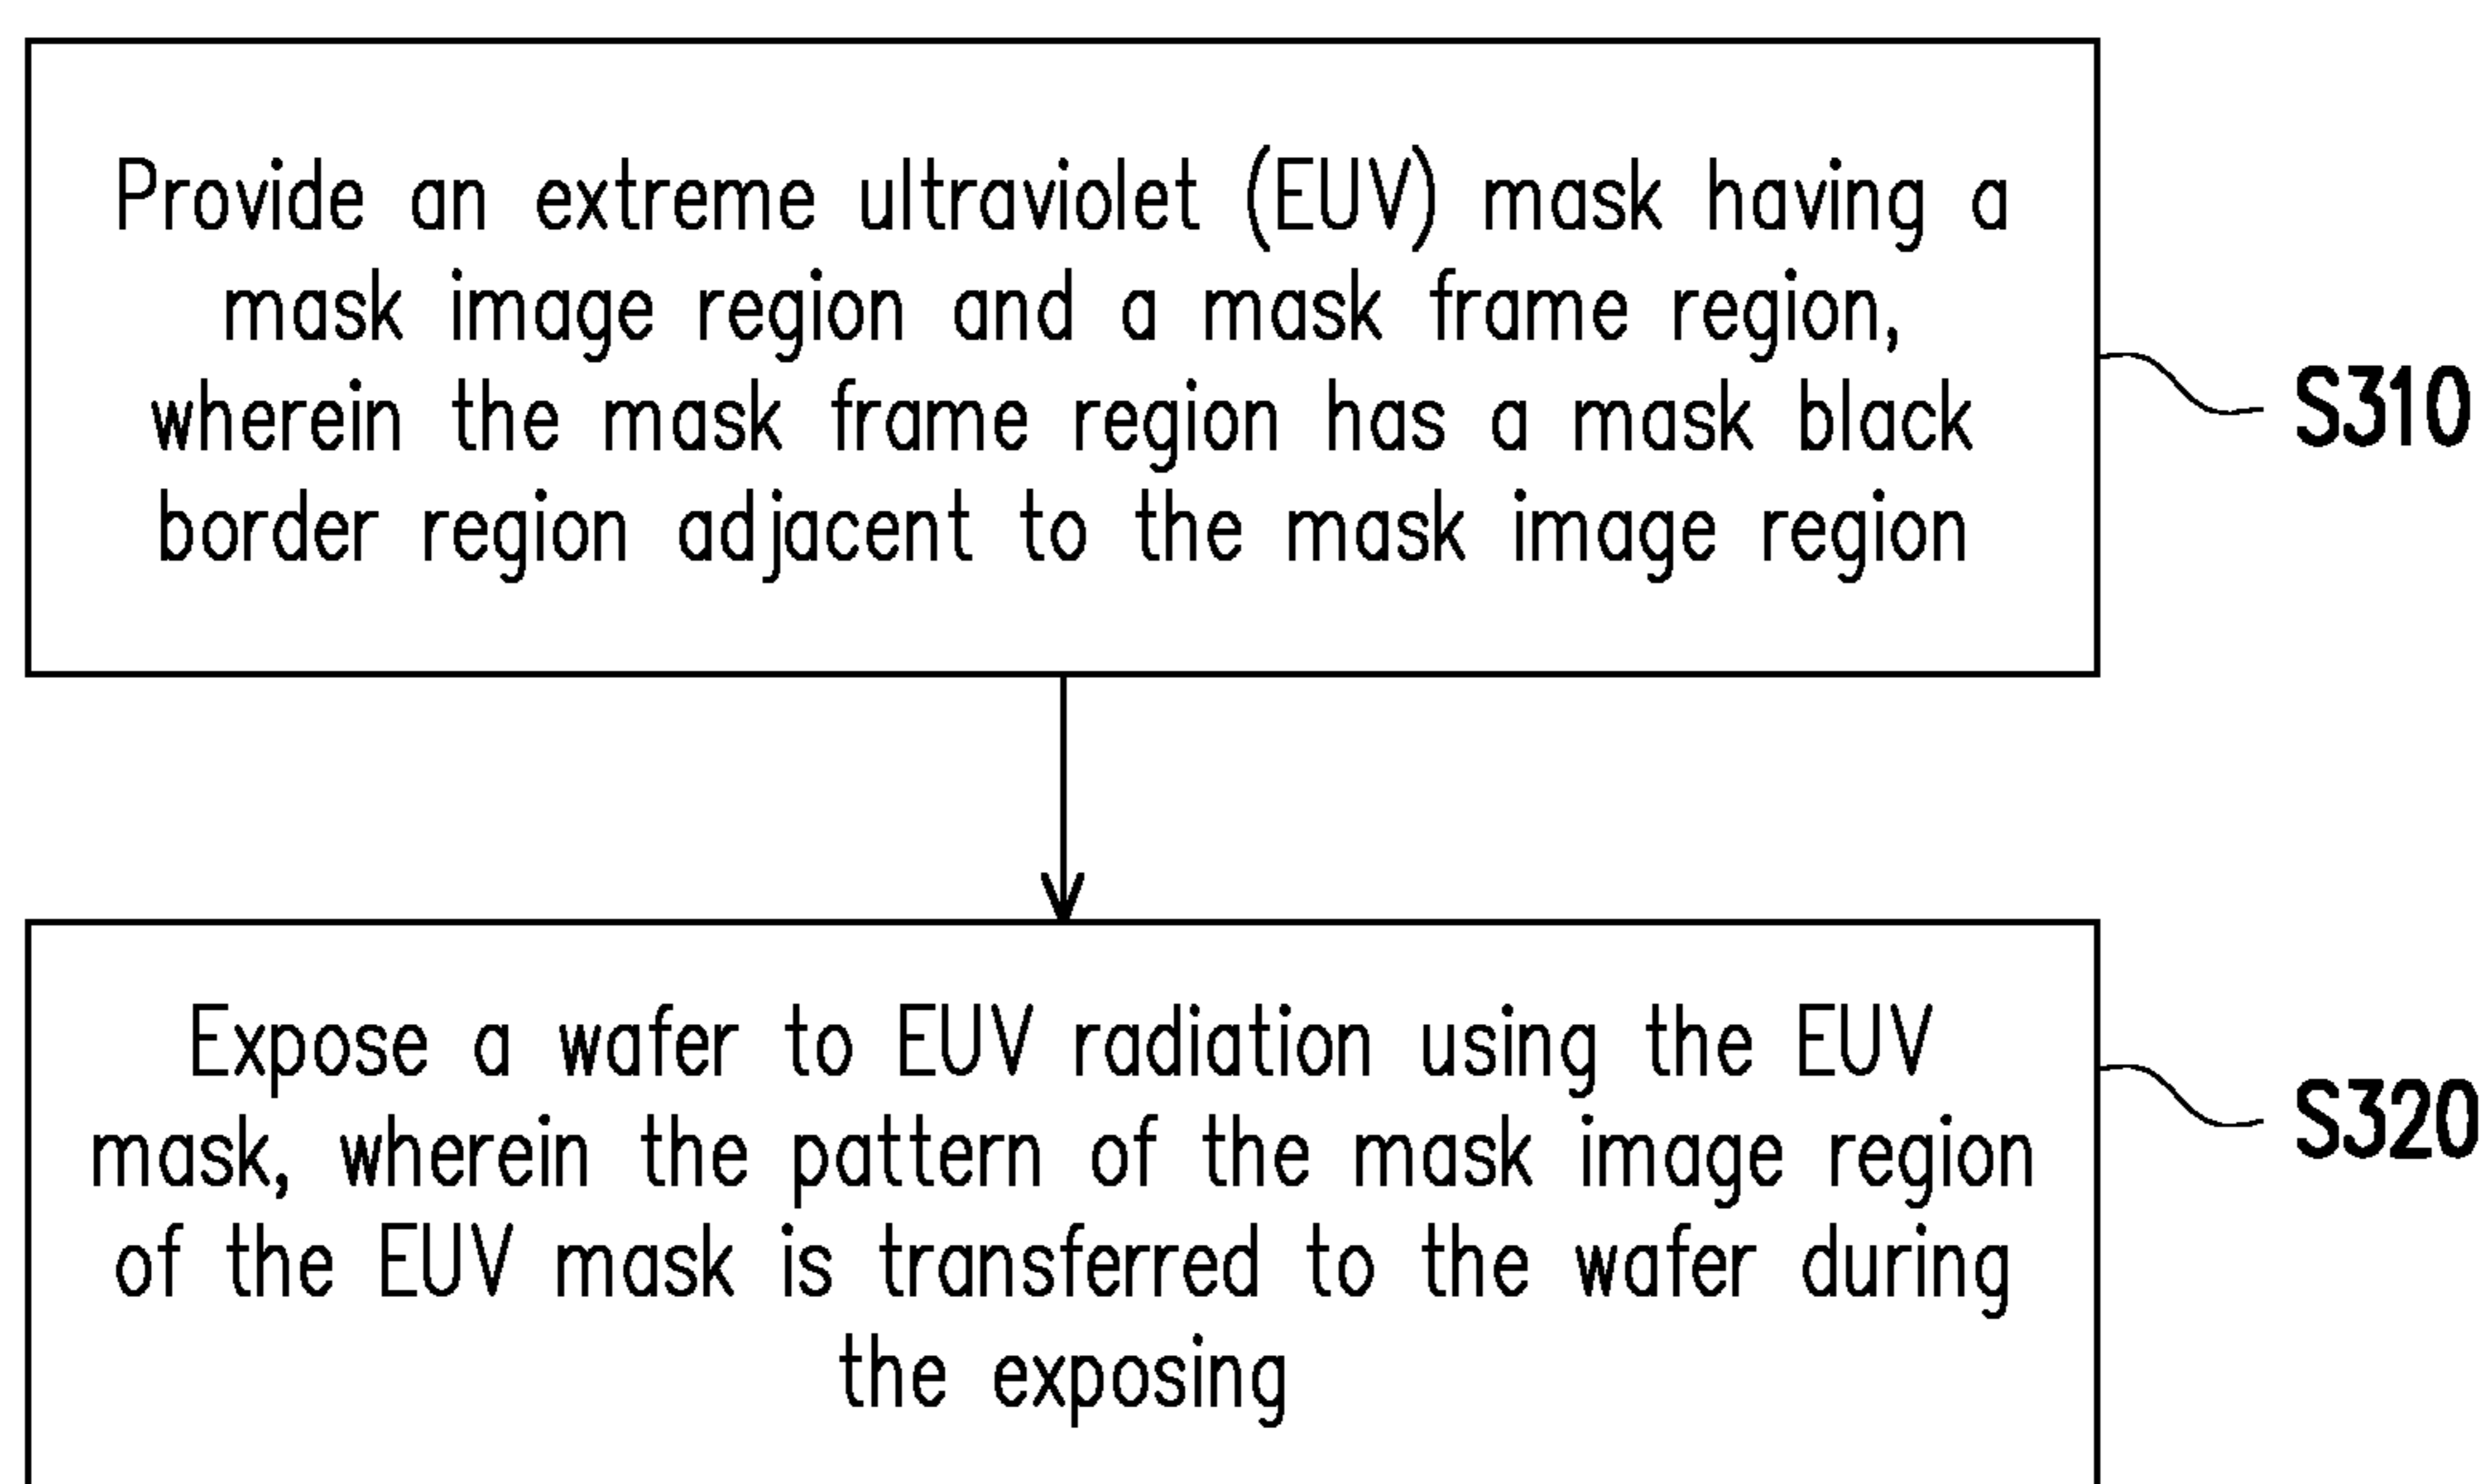 Provide an extreme ultraviolet (EUV) mask having a
mask image region and a mask frame region,
wherein the mask frame region has a mask black
border region adjacent to the mask image region
S310
Expose a wafer to EUV radiation using the EUV
mask, wherein the pattern of the mask image region
of the EUV mask is transferred to the wafer during
the exposing
S320